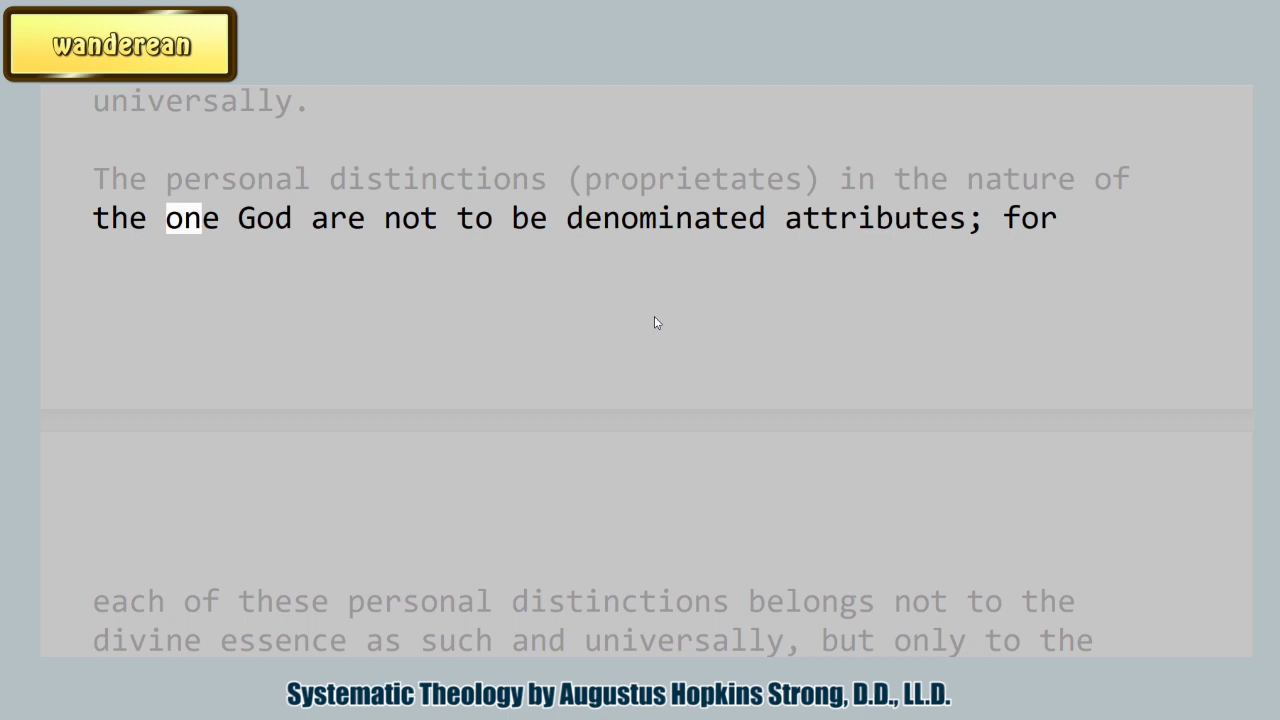 wanderean
universally.
The personal distinctions (proprietates) in the nature of
the one God are not to be denominated attributes; for
each of these personal distinctions belongs not to the
divine essence as such and universally, but only to the
Systematic Theology by Augustus Hopkins Strong, D.D., LL.D.